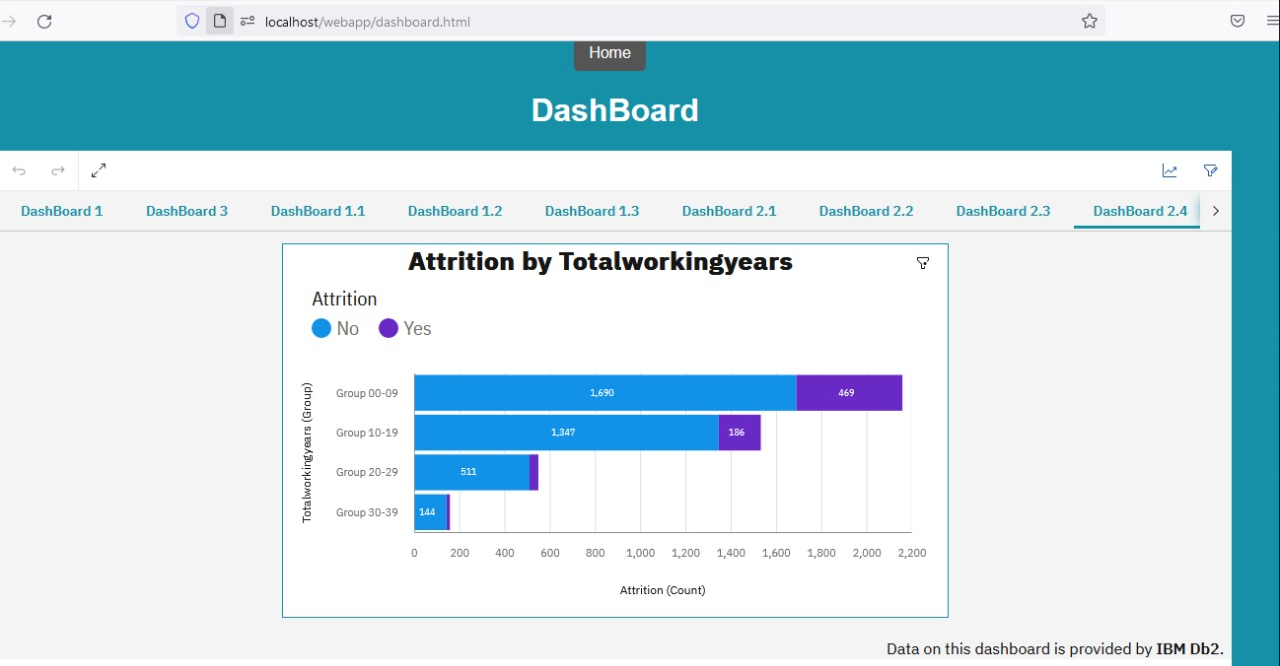 localhost/webapp/dashboard.html
Home
DashBoard
DashBoard 1 DashBoard 3 DashBoard 1.1 DashBoard 1.2 DashBoard 1.3 DashBoard 2.1 DashBoard 2.2 DashBoard 2.3 DashBoard 2.4
Attrition by Totalworkingyears
Attrition
No Yes
Totalworkingyears (Group)
Group 00-09 1,690 469
Group 10-19 1,347 186
Group 20-29 511
Group 30-39 144
0 200 400 600 800 1,000 1,200 1,400 1,600 1,800 2,000 2,200
Attrition (Count)
Data on this dashboard is provided by IBM Db2.